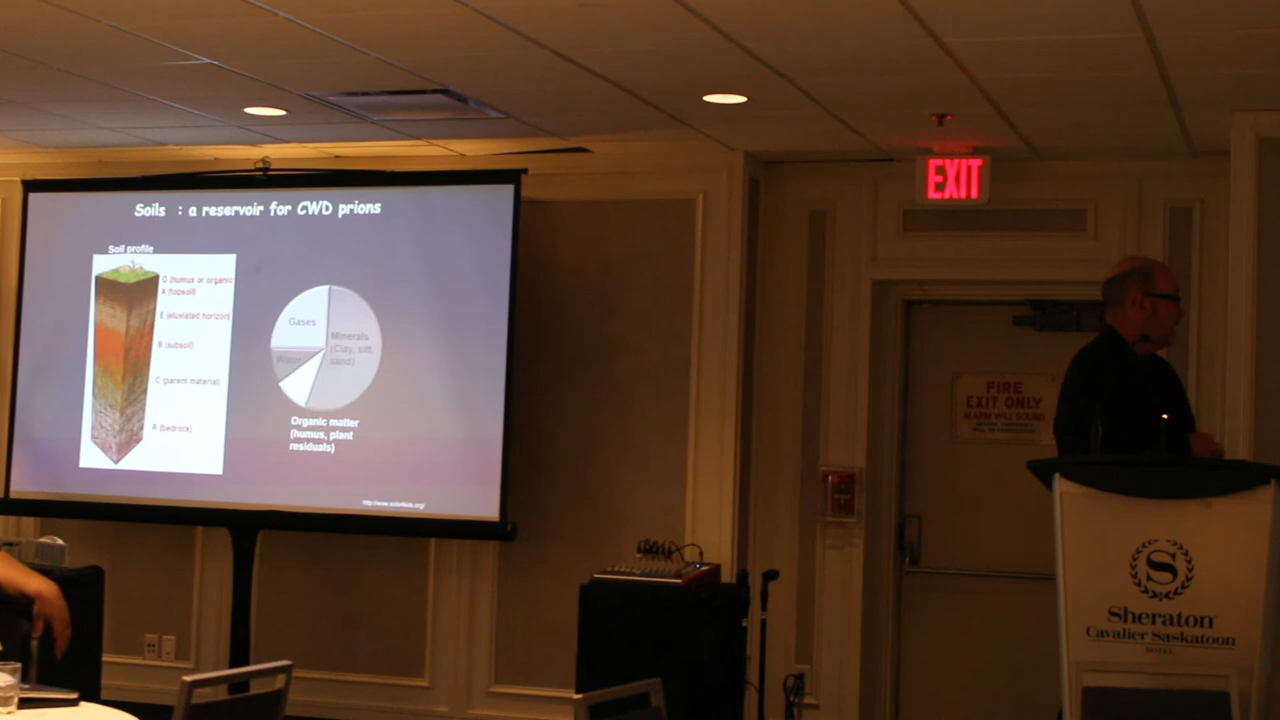 Soils : a reservoir for CWD prions
Soil profile
O (humus or organic
A (topsoil)
E (eluviated horizon)
B (subsoil)
C (parent material)
R (bedrock)
Gases
Minerals
(Clay, silt,
sand)
Water
Organic matter
(humus, plant
residuals)
EXIT
FIRE
EXIT ONLY
ALARM WILL SOUND
S
Sheraton
Cavalier Saskatoon
HOTEL